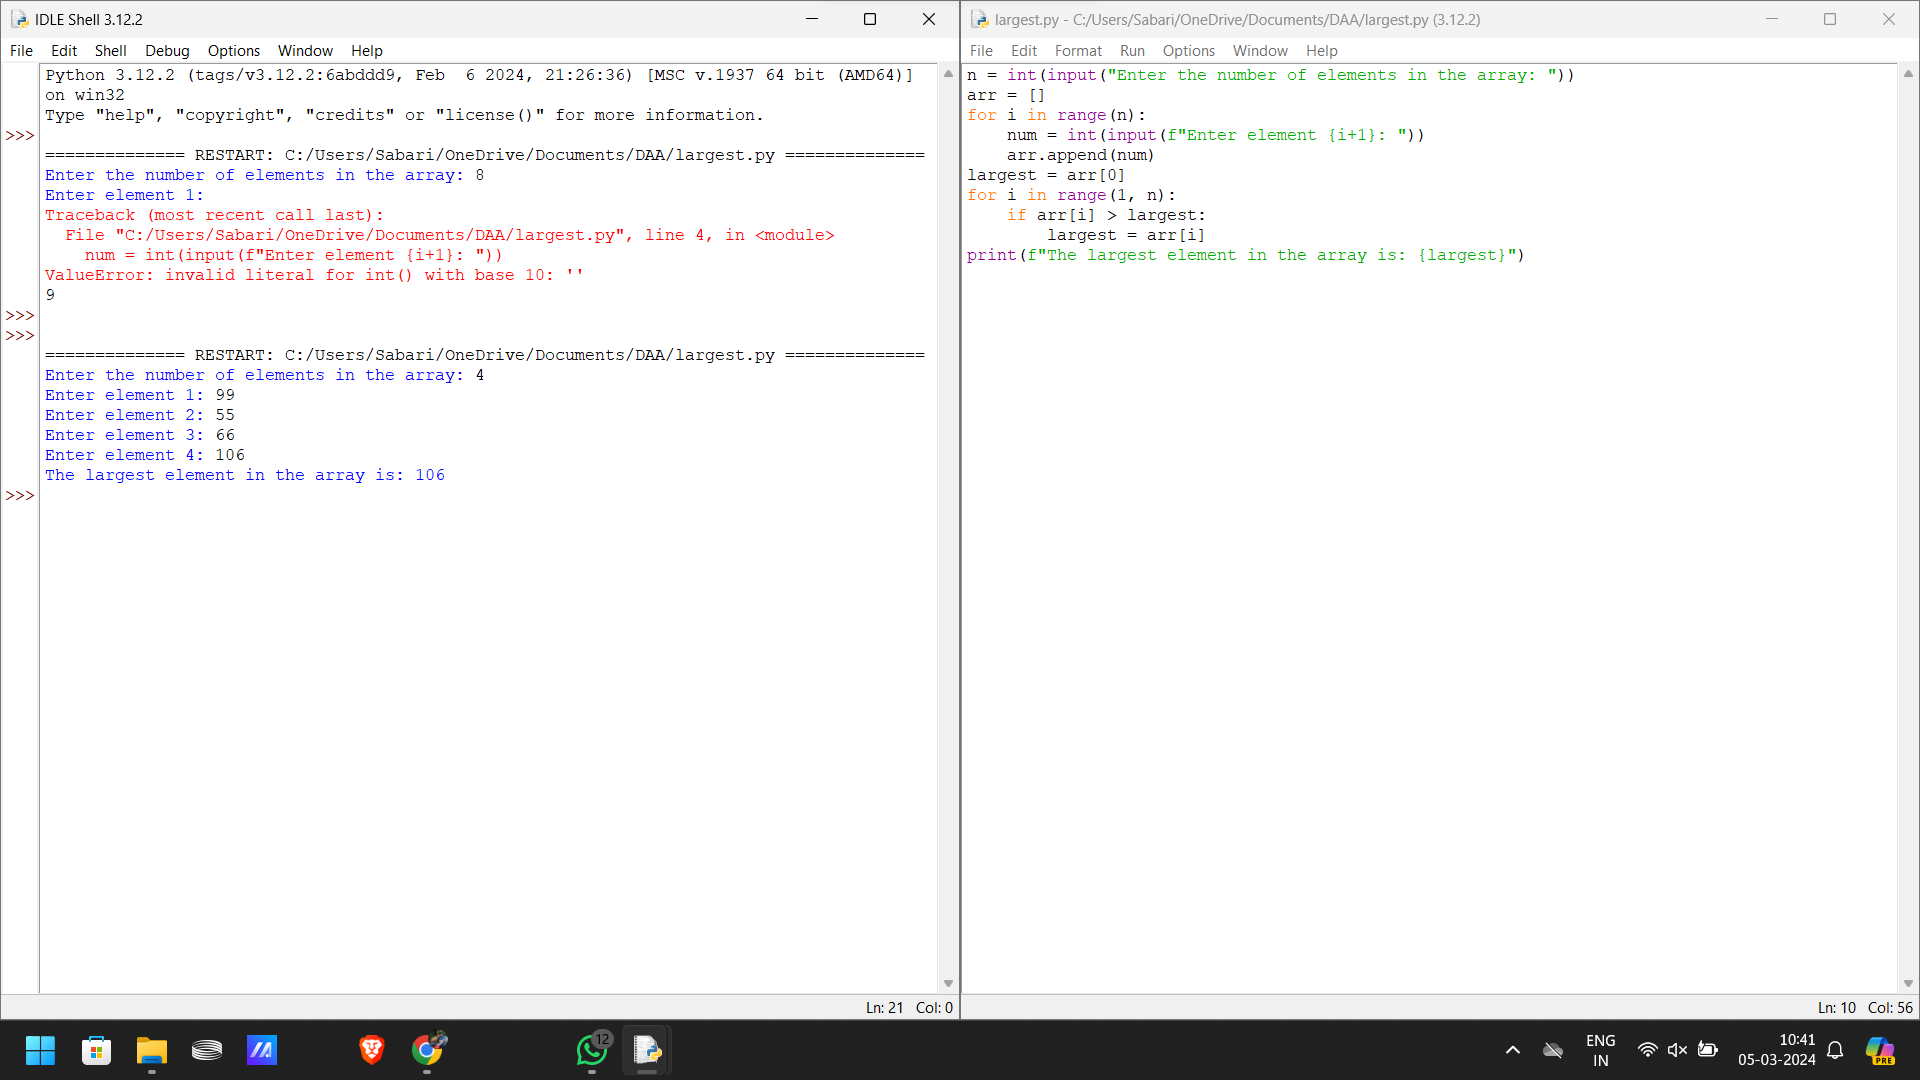 IDLE Shell 3.12.2
File Edit Shell Debug Options Window Help
Python 3.12.2 (tags/v3.12.2:6abddd9, Feb  6 2024, 21:26:36) [MSC v.1937 64 bit (AMD64)]
on win32
Type "help", "copyright", "credits" or "license()" for more information.
>>>
============== RESTART: C:/Users/Sabari/OneDrive/Documents/DAA/largest.py ==============
Enter the number of elements in the array: 8
Enter element 1:
Traceback (most recent call last):
  File "C:/Users/Sabari/OneDrive/Documents/DAA/largest.py", line 4, in <module>
    num = int(input(f"Enter element {i+1}: "))
ValueError: invalid literal for int() with base 10: ''
9
>>>
>>>
============== RESTART: C:/Users/Sabari/OneDrive/Documents/DAA/largest.py ==============
Enter the number of elements in the array: 4
Enter element 1: 99
Enter element 2: 55
Enter element 3: 66
Enter element 4: 106
The largest element in the array is: 106
>>>
Ln: 21 Col: 0
largest.py - C:/Users/Sabari/OneDrive/Documents/DAA/largest.py (3.12.2)
File Edit Format Run Options Window Help
n = int(input("Enter the number of elements in the array: "))
arr = []
for i in range(n):
    num = int(input(f"Enter element {i+1}: "))
    arr.append(num)
largest = arr[0]
for i in range(1, n):
    if arr[i] > largest:
        largest = arr[i]
print(f"The largest element in the array is: {largest}")
Ln: 10 Col: 56
12
ENG
IN
10:41
05-03-2024
PRE